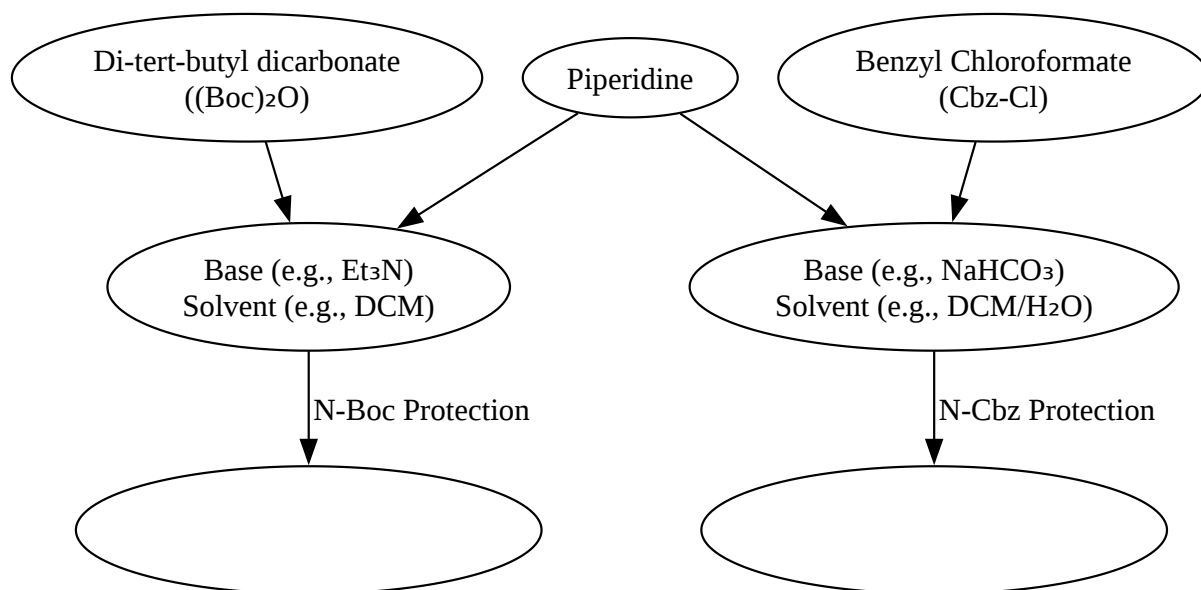 Di-tert-butyl dicarbonate
((Boc)₂O)
Piperidine
Benzyl Chloroformate
(Cbz-Cl)
Base (e.g., Et₃N)
Solvent (e.g., DCM)
Base (e.g., NaHCO₃)
Solvent (e.g., DCM/H₂O)
N-Boc Protection
N-Cbz Protection